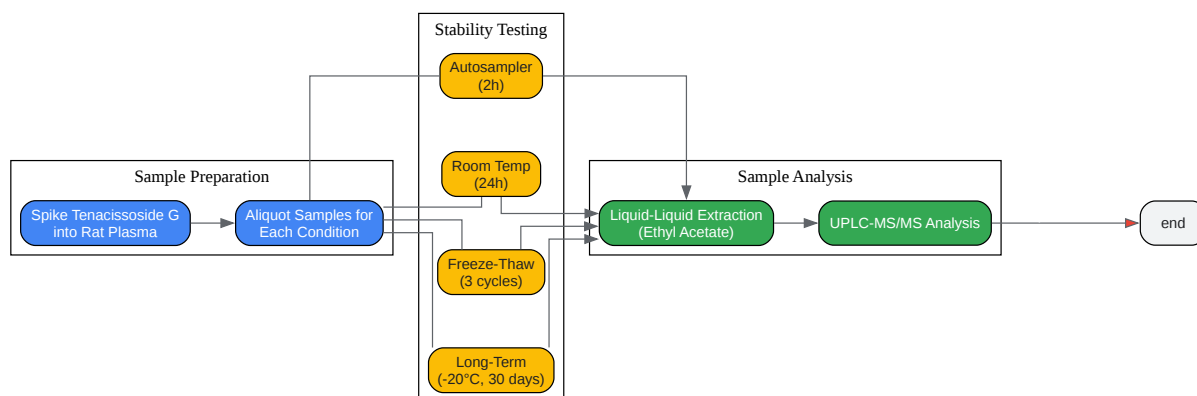 Stability Testing
Autosampler
(2h)
Room Temp
(24h)
Freeze-Thaw
(3 cycles)
Long-Term
(-20°C, 30 days)
Sample Preparation
Spike Tenacissoside G
into Rat Plasma
Aliquot Samples for
Each Condition
Sample Analysis
Liquid-Liquid Extraction
(Ethyl Acetate)
UPLC-MS/MS Analysis
end